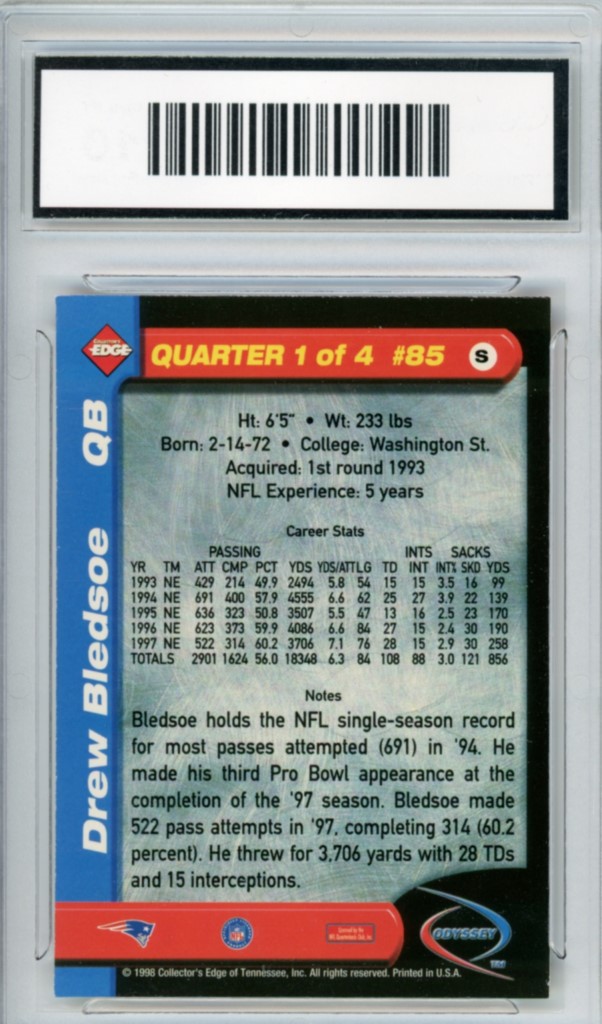 COLLECTOR'S
EDGE
QUARTER 1 of 4 #85 S
Drew Bledsoe QB
Ht: 6'5" • Wt: 233 lbs
Born: 2-14-72 • College: Washington St.
Acquired: 1st round 1993
NFL Experience: 5 years
Career Stats
PASSING INTS SACKS
YR TM ATT CMP PCT YDS YDS/ATT LG TD INT INT% SKD YDS
1993 NE 429 214 49.9 2494 5.8 54 15 15 3.5 16 99
1994 NE 691 400 57.9 4555 6.6 62 25 27 3.9 22 139
1995 NE 636 323 50.8 3507 5.5 47 13 16 2.5 23 170
1996 NE 623 373 59.9 4086 6.6 84 27 15 2.4 30 190
1997 NE 522 314 60.2 3706 7.1 76 28 15 2.9 30 258
TOTALS 2901 1624 56.0 18348 6.3 84 108 88 3.0 121 856
Notes
Bledsoe holds the NFL single-season record
for most passes attempted (691) in '94. He
made his third Pro Bowl appearance at the
completion of the '97 season. Bledsoe made
522 pass attempts in '97, completing 314 (60.2
percent). He threw for 3,706 yards with 28 TDs
and 15 interceptions.
ODYSSEY
TM
© 1998 Collector's Edge of Tennessee, Inc. All rights reserved. Printed in U.S.A.